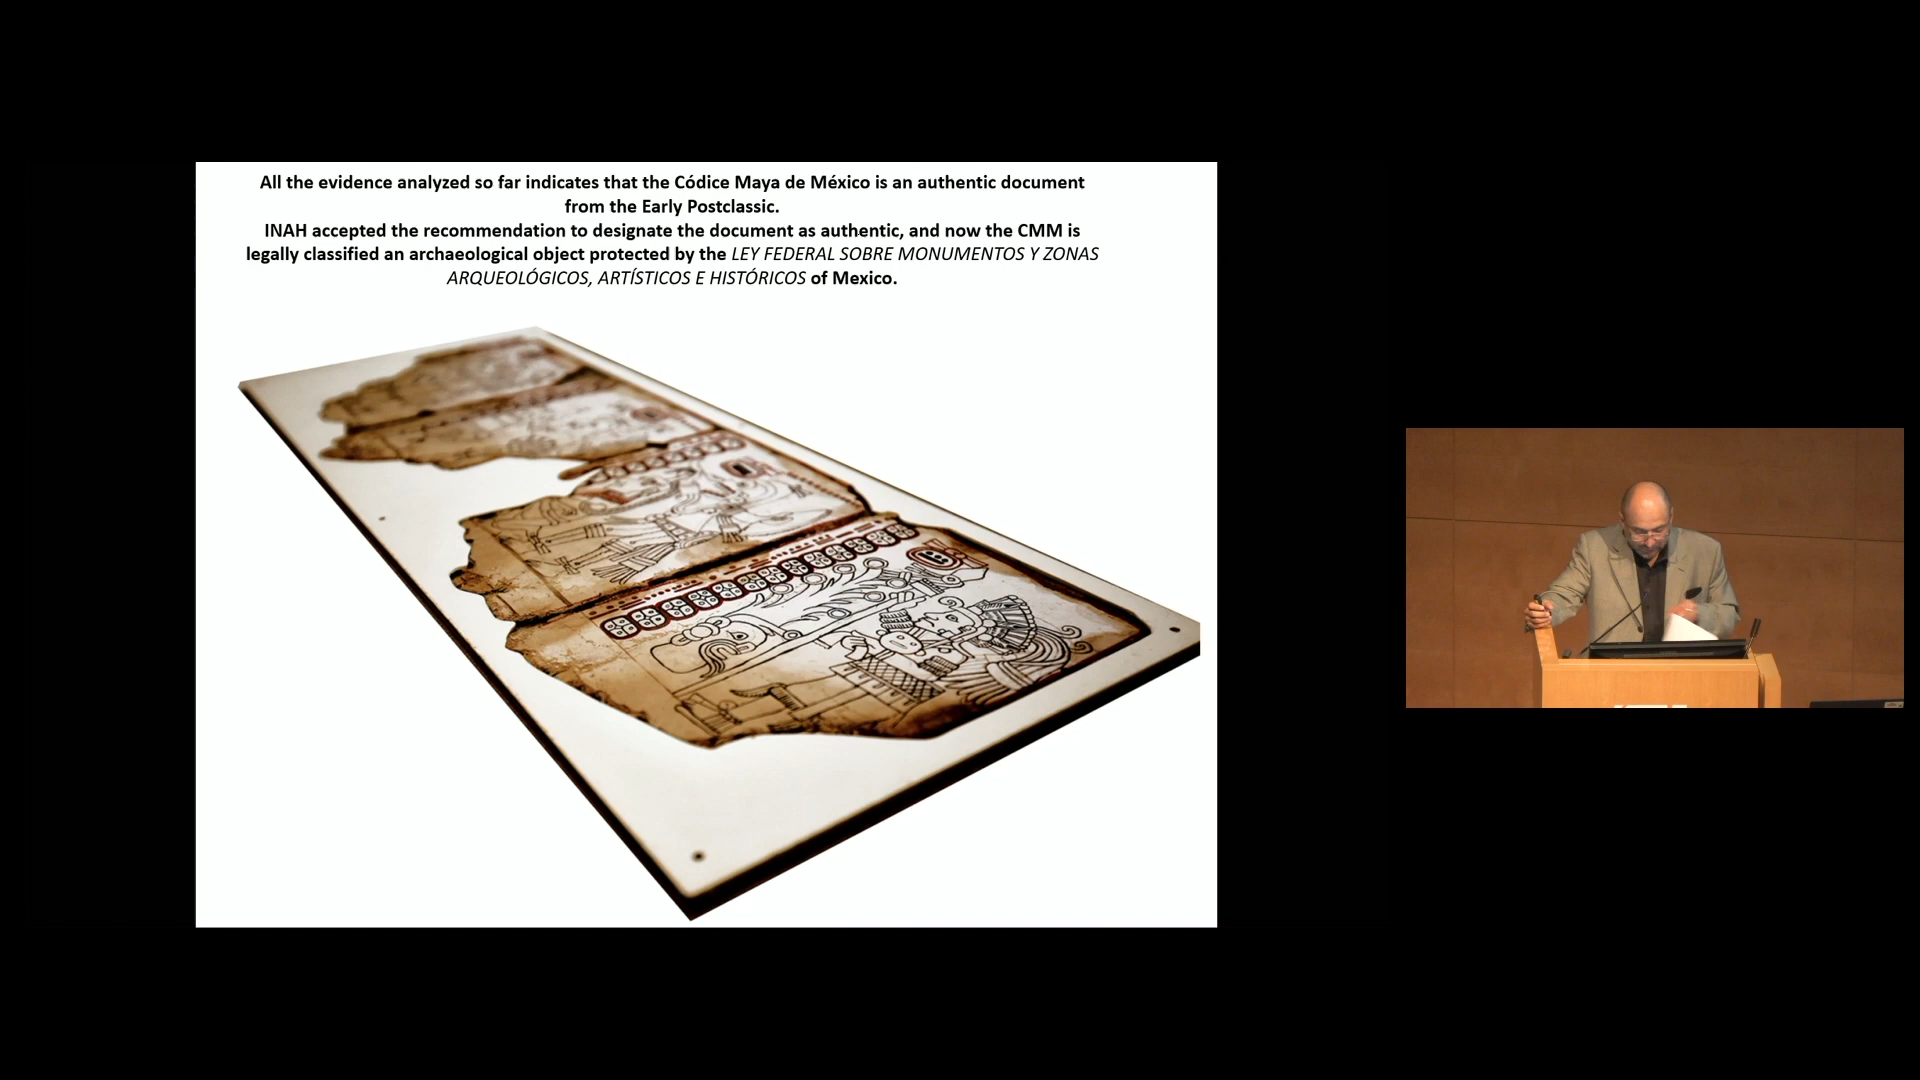 All the evidence analyzed so far indicates that the Códice Maya de México is an authentic document
from the Early Postclassic.
INAH accepted the recommendation to designate the document as authentic, and now the CMM is
legally classified an archaeological object protected by the LEY FEDERAL SOBRE MONUMENTOS Y ZONAS
ARQUEOLÓGICOS, ARTÍSTICOS E HISTÓRICOS of Mexico.